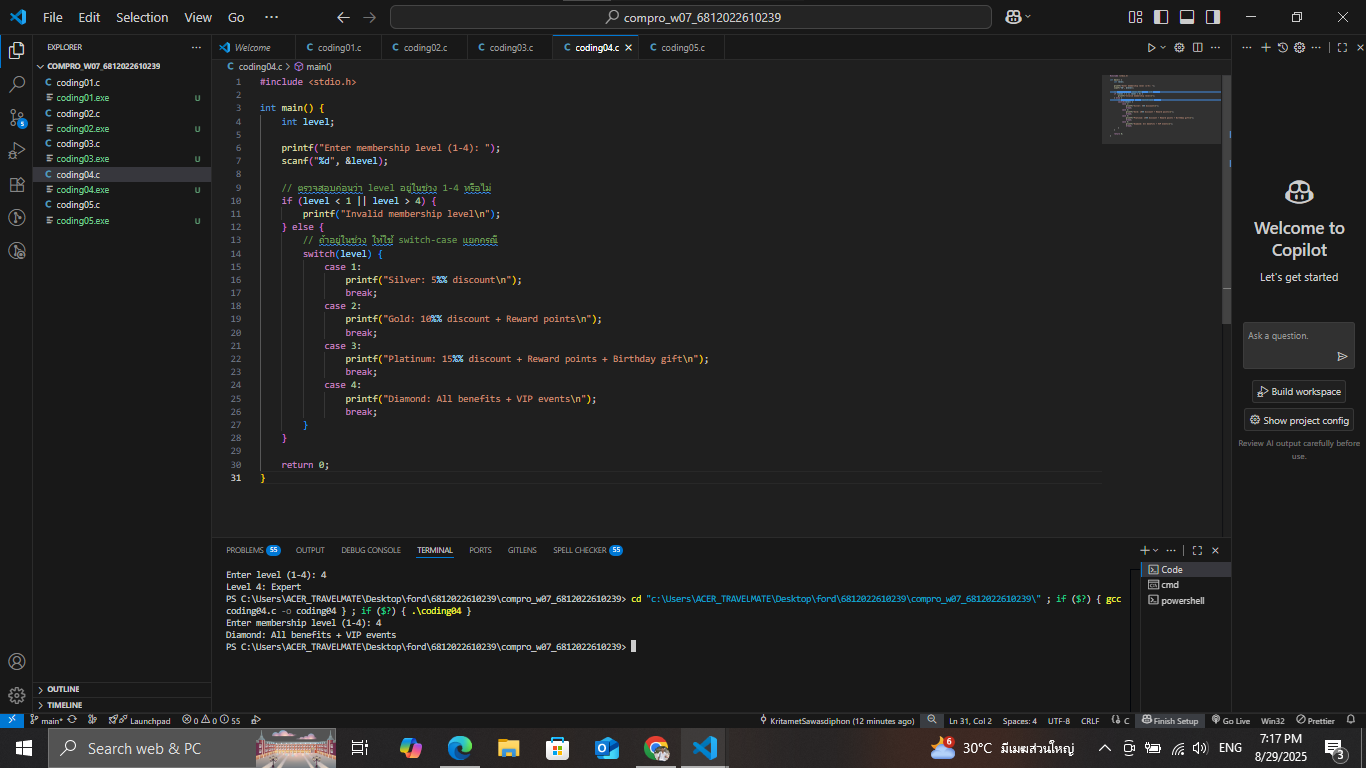 File Edit Selection View Go ··· compro_w07_6812022610239
EXPLORER ···
COMPRO_W07_6812022610239
C coding01.c
coding01.exe U
C coding02.c
coding02.exe U
C coding03.c
coding03.exe U
C coding04.c
coding04.exe U
C coding05.c
coding05.exe U
OUTLINE
TIMELINE
Welcome C coding01.c C coding02.c C coding03.c C coding04.c C coding05.c
C coding04.c > main()
1 #include <stdio.h>
2
3 int main() {
4 int level;
5
6 printf("Enter membership level (1-4): ");
7 scanf("%d", &level);
8
9 // ตรวจสอบก่อนว่า level อยู่ในช่วง 1-4 หรือไม่
10 if (level < 1 || level > 4) {
11 printf("Invalid membership level\n");
12 } else {
13 // ถ้าอยู่ในช่วง ให้ใช้ switch-case แยกกรณี
14 switch(level) {
15 case 1:
16 printf("Silver: 5%% discount\n");
17 break;
18 case 2:
19 printf("Gold: 10%% discount + Reward points\n");
20 break;
21 case 3:
22 printf("Platinum: 15%% discount + Reward points + Birthday gift\n");
23 break;
24 case 4:
25 printf("Diamond: All benefits + VIP events\n");
26 break;
27 }
28 }
29
30 return 0;
31 }
PROBLEMS 55 OUTPUT DEBUG CONSOLE TERMINAL PORTS GITLENS SPELL CHECKER 55
Enter level (1-4): 4
Level 4: Expert
PS C:\Users\ACER_TRAVELMATE\Desktop\ford\6812022610239\compro_w07_6812022610239> cd "c:\Users\ACER_TRAVELMATE\Desktop\ford\6812022610239\compro_w07_6812022610239\" ; if ($?) { gcc
coding04.c -o coding04 } ; if ($?) { .\coding04 }
Enter membership level (1-4): 4
Diamond: All benefits + VIP events
PS C:\Users\ACER_TRAVELMATE\Desktop\ford\6812022610239\compro_w07_6812022610239>
Code
cmd
powershell
Welcome to
Copilot
Let's get started
Ask a question.
Build workspace
Show project config
Review AI output carefully before
use.
main* Launchpad 0 0 55 KritametSawasdiphon (12 minutes ago) Ln 31, Col 2 Spaces: 4 UTF-8 CRLF {} C Finish Setup Go Live Win32 Prettier
Search web & PC 6 30°C มีเมฆส่วนใหญ่ ENG 7:17 PM
8/29/2025 3